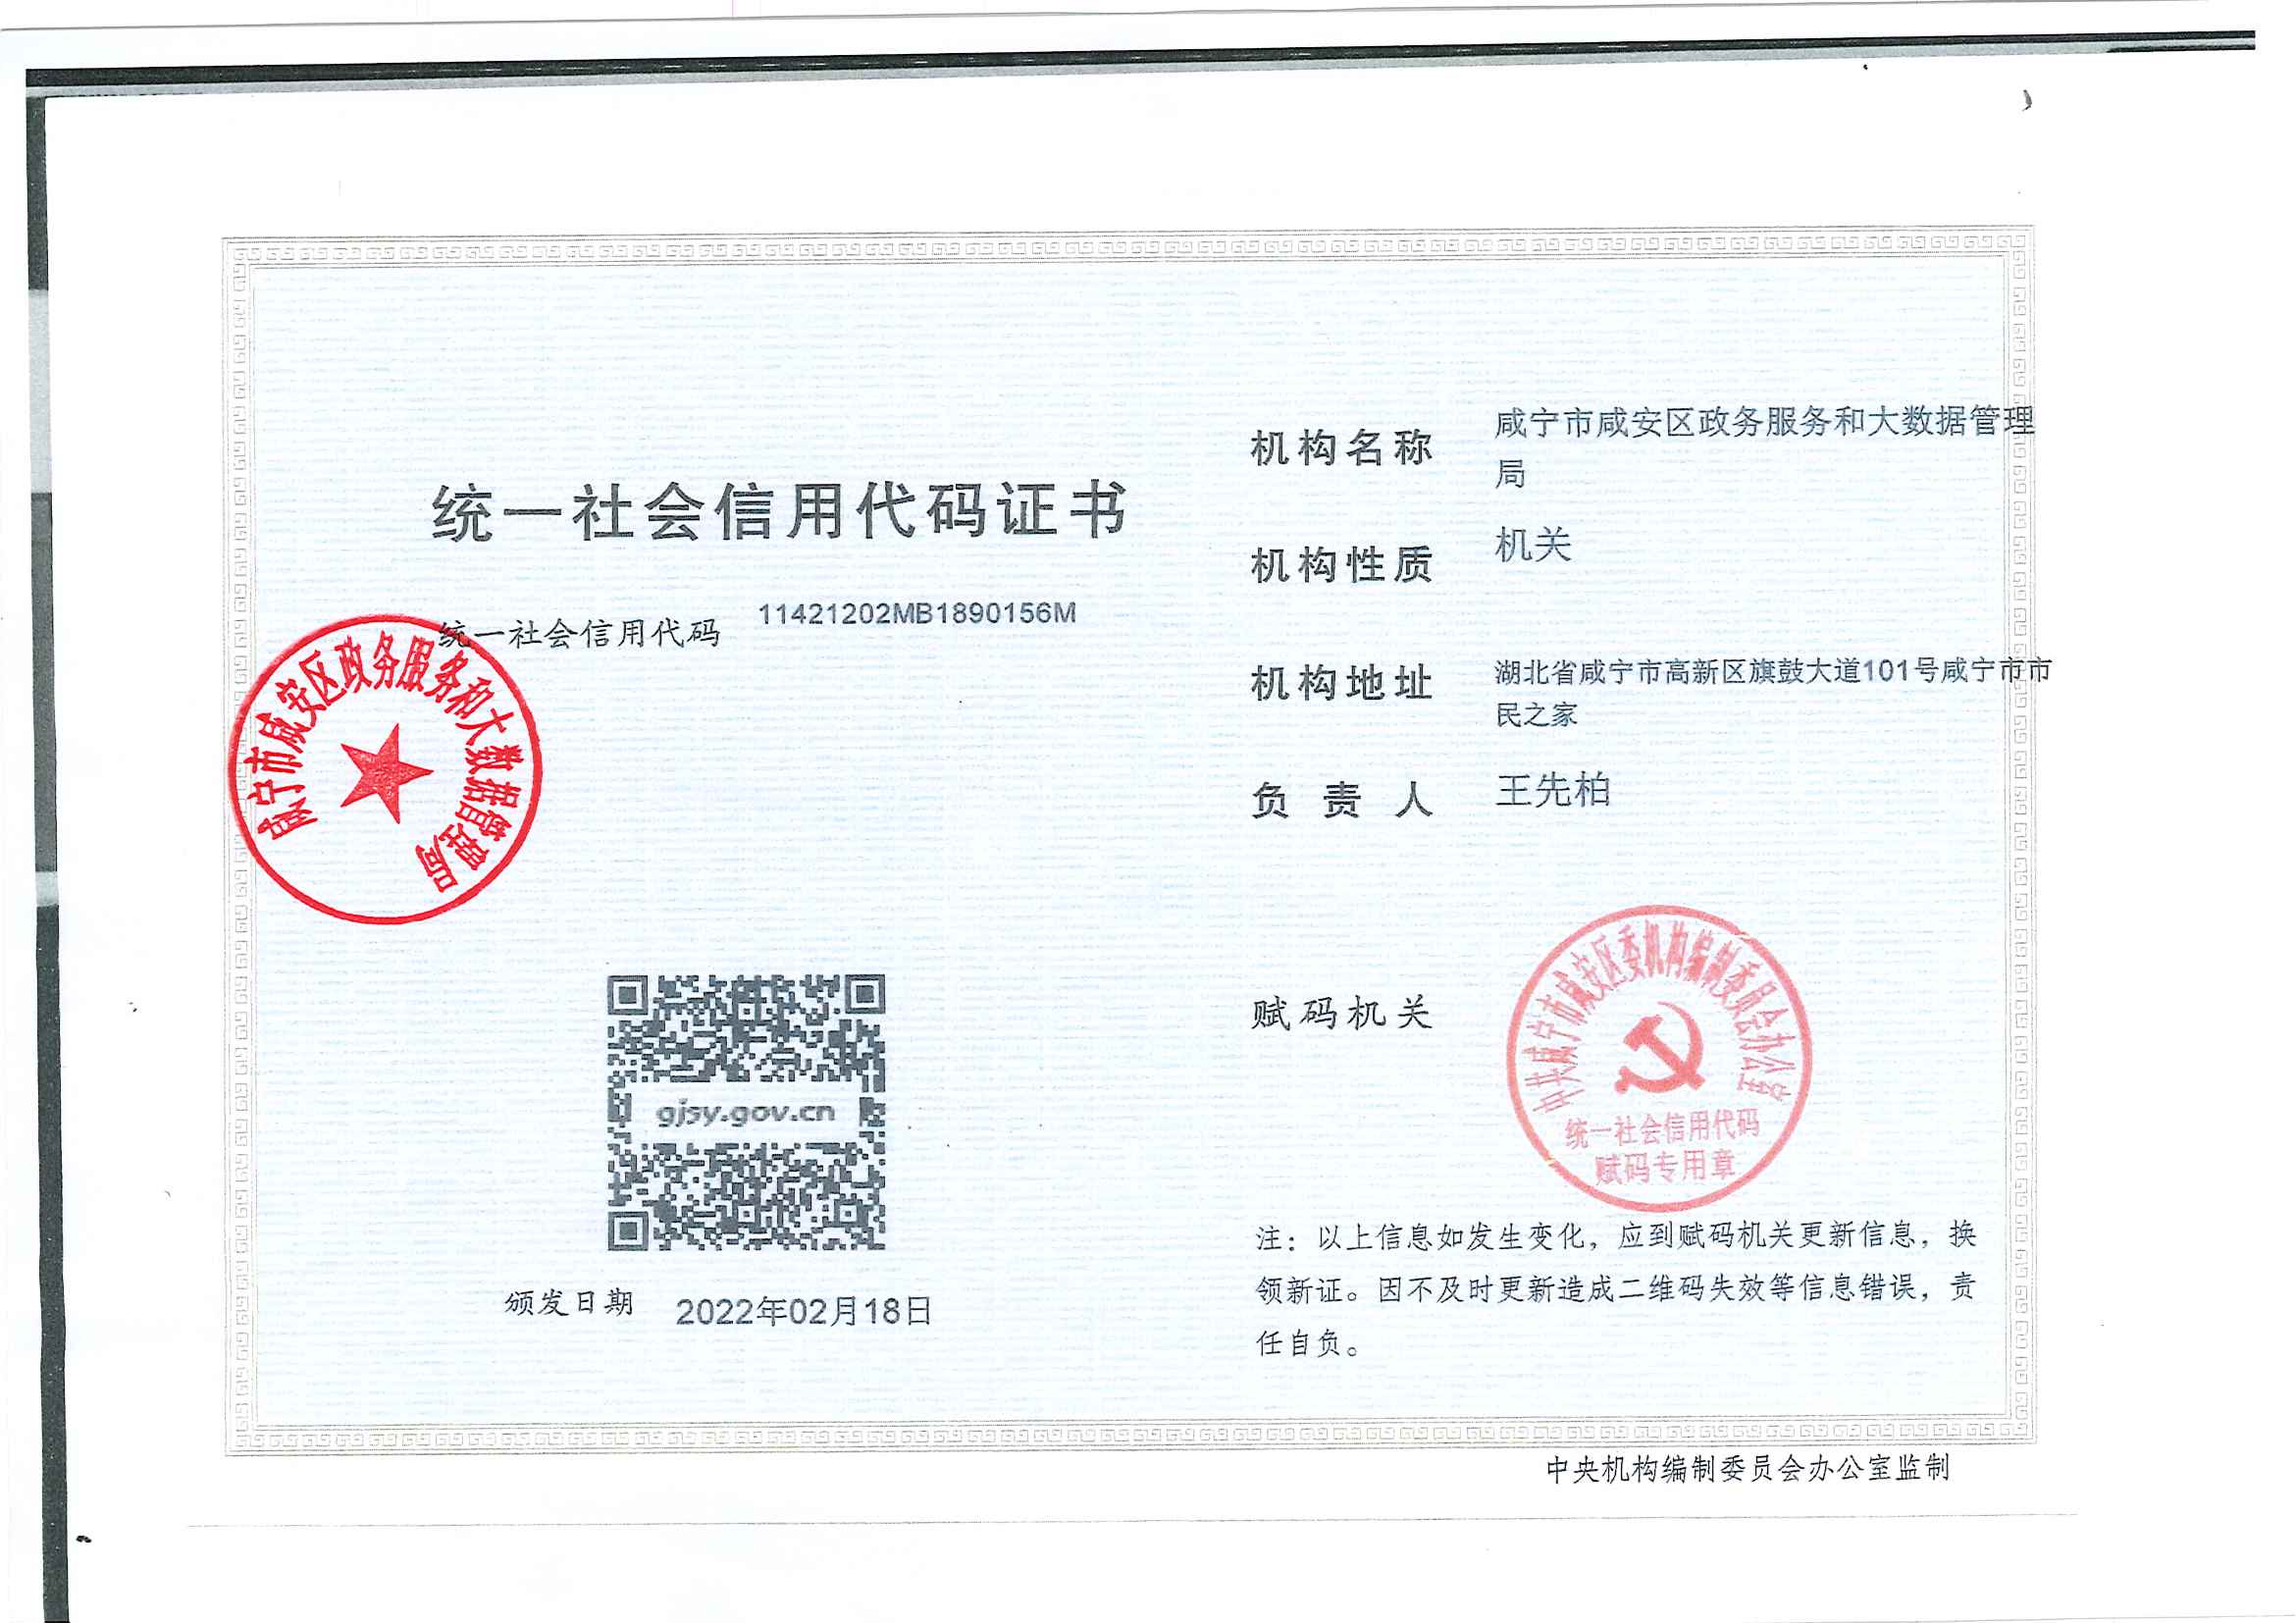 统一社会信用代码证书
统一社会信用代码 11421202MB1890156M
咸宁市咸安区政务服务和大数据管理局
gjsy.gov.cn
颁发日期 2022年02月18日
机构名称 咸宁市咸安区政务服务和大数据管理
局
机构性质 机关
机构地址 湖北省咸宁市高新区旗鼓大道101号咸宁市市
民之家
负责人 王先柏
赋码机关
中共咸宁市咸安区委机构编制委员会办公室
统一社会信用代码
赋码专用章
注：以上信息如发生变化，应到赋码机关更新信息，换
领新证。因不及时更新造成二维码失效等信息错误，责
任自负。
中央机构编制委员会办公室监制